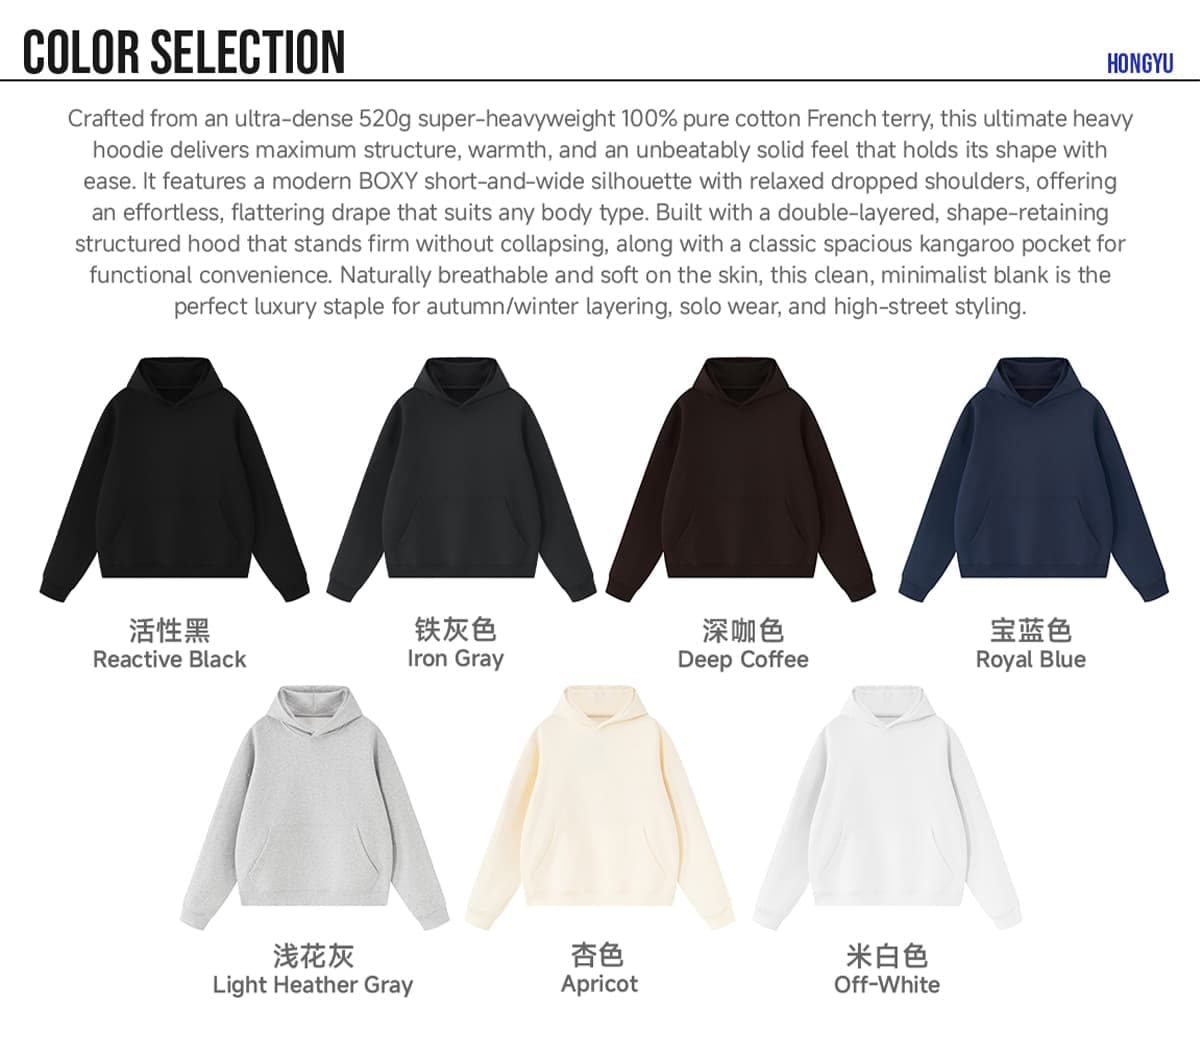 COLOR SELECTION
HONGYU
Crafted from an ultra-dense 520g super-heavyweight 100% pure cotton French terry, this ultimate heavy
hoodie delivers maximum structure, warmth, and an unbeatably solid feel that holds its shape with
ease. It features a modern BOXY short-and-wide silhouette with relaxed dropped shoulders, offering
an effortless, flattering drape that suits any body type. Built with a double-layered, shape-retaining
structured hood that stands firm without collapsing, along with a classic spacious kangaroo pocket for
functional convenience. Naturally breathable and soft on the skin, this clean, minimalist blank is the
perfect luxury staple for autumn/winter layering, solo wear, and high-street styling.
活性黑
Reactive Black
铁灰色
Iron Gray
深咖色
Deep Coffee
宝蓝色
Royal Blue
浅花灰
Light Heather Gray
杏色
Apricot
米白色
Off-White